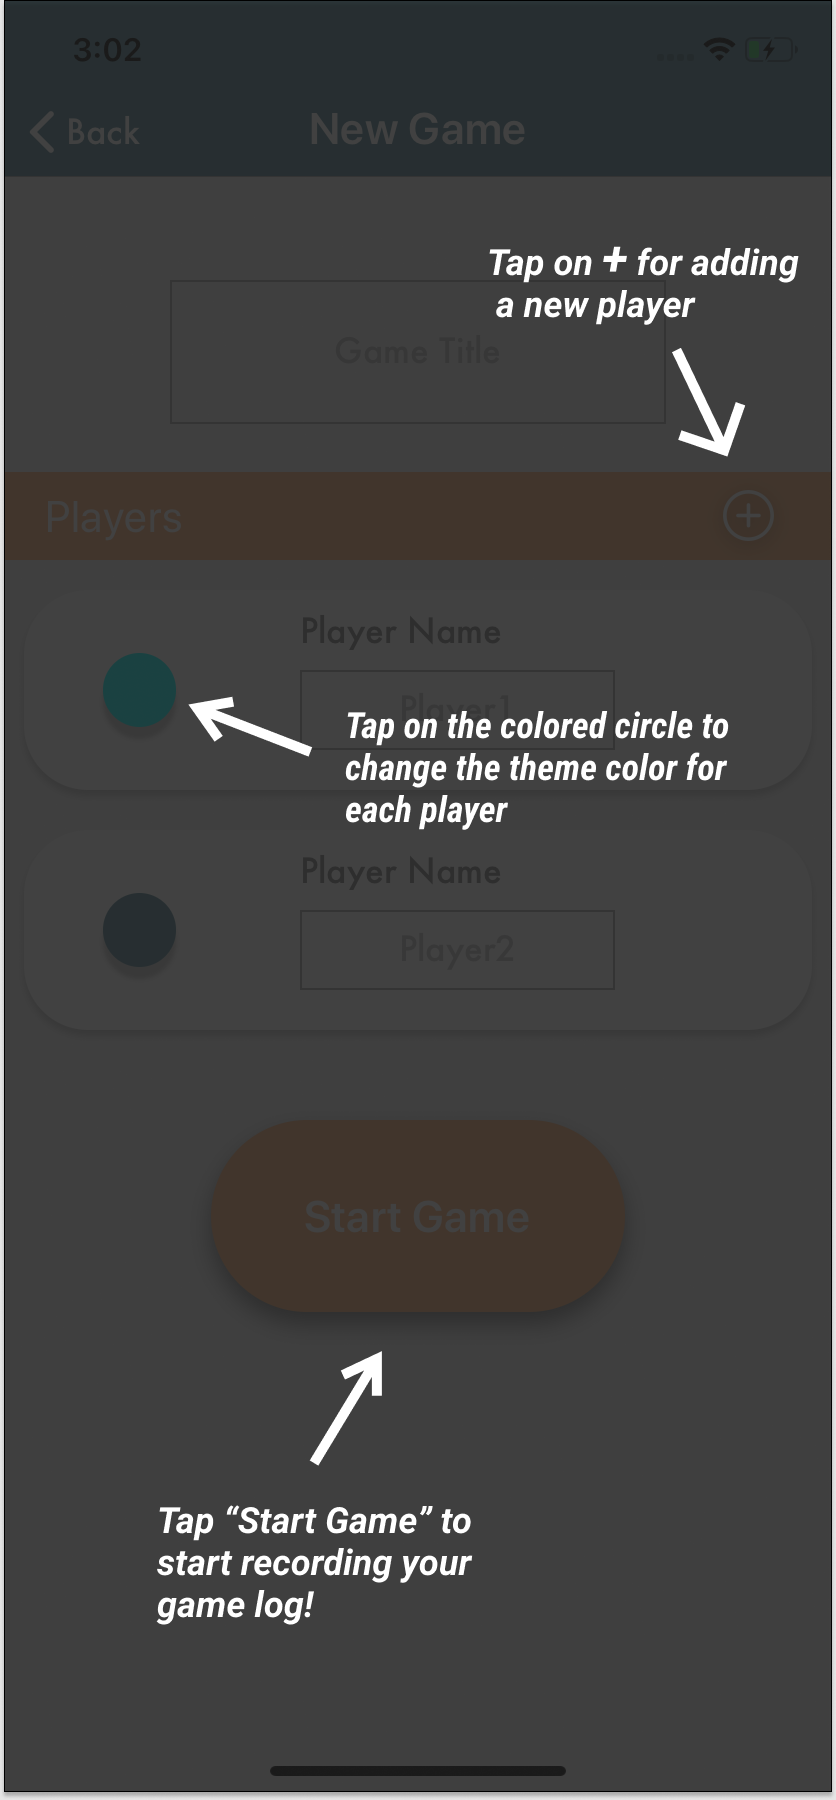 3:02
Back
New Game
Tap on + for adding
a new player
Game Title
Players
Player Name
Player1
Tap on the colored circle to
change the theme color for
each player
Player Name
Player2
Start Game
Tap “Start Game” to
start recording your
game log!